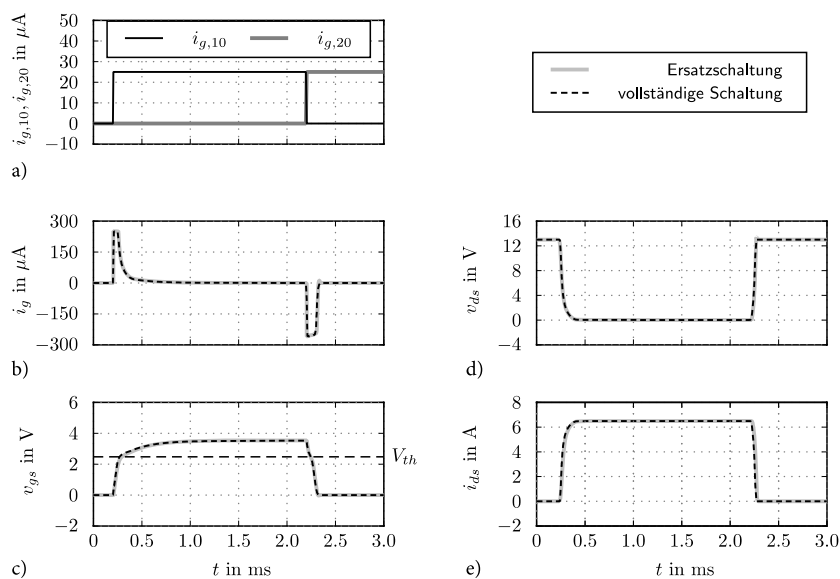 i_{g,10}, i_{g,20} in µA
50
40
30
20
10
0
−10
i_{g,10} i_{g,20}
a)
Ersatzschaltung
vollständige Schaltung
i_g in µA
300
150
0
−150
−300
b)
v_{ds} in V
16
12
8
4
0
−4
d)
v_{gs} in V
6
4
2
0
−2
V_{th}
0 0.5 1.0 1.5 2.0 2.5 3.0
t in ms
c)
i_{ds} in A
8
6
4
2
0
−2
0 0.5 1.0 1.5 2.0 2.5 3.0
t in ms
e)